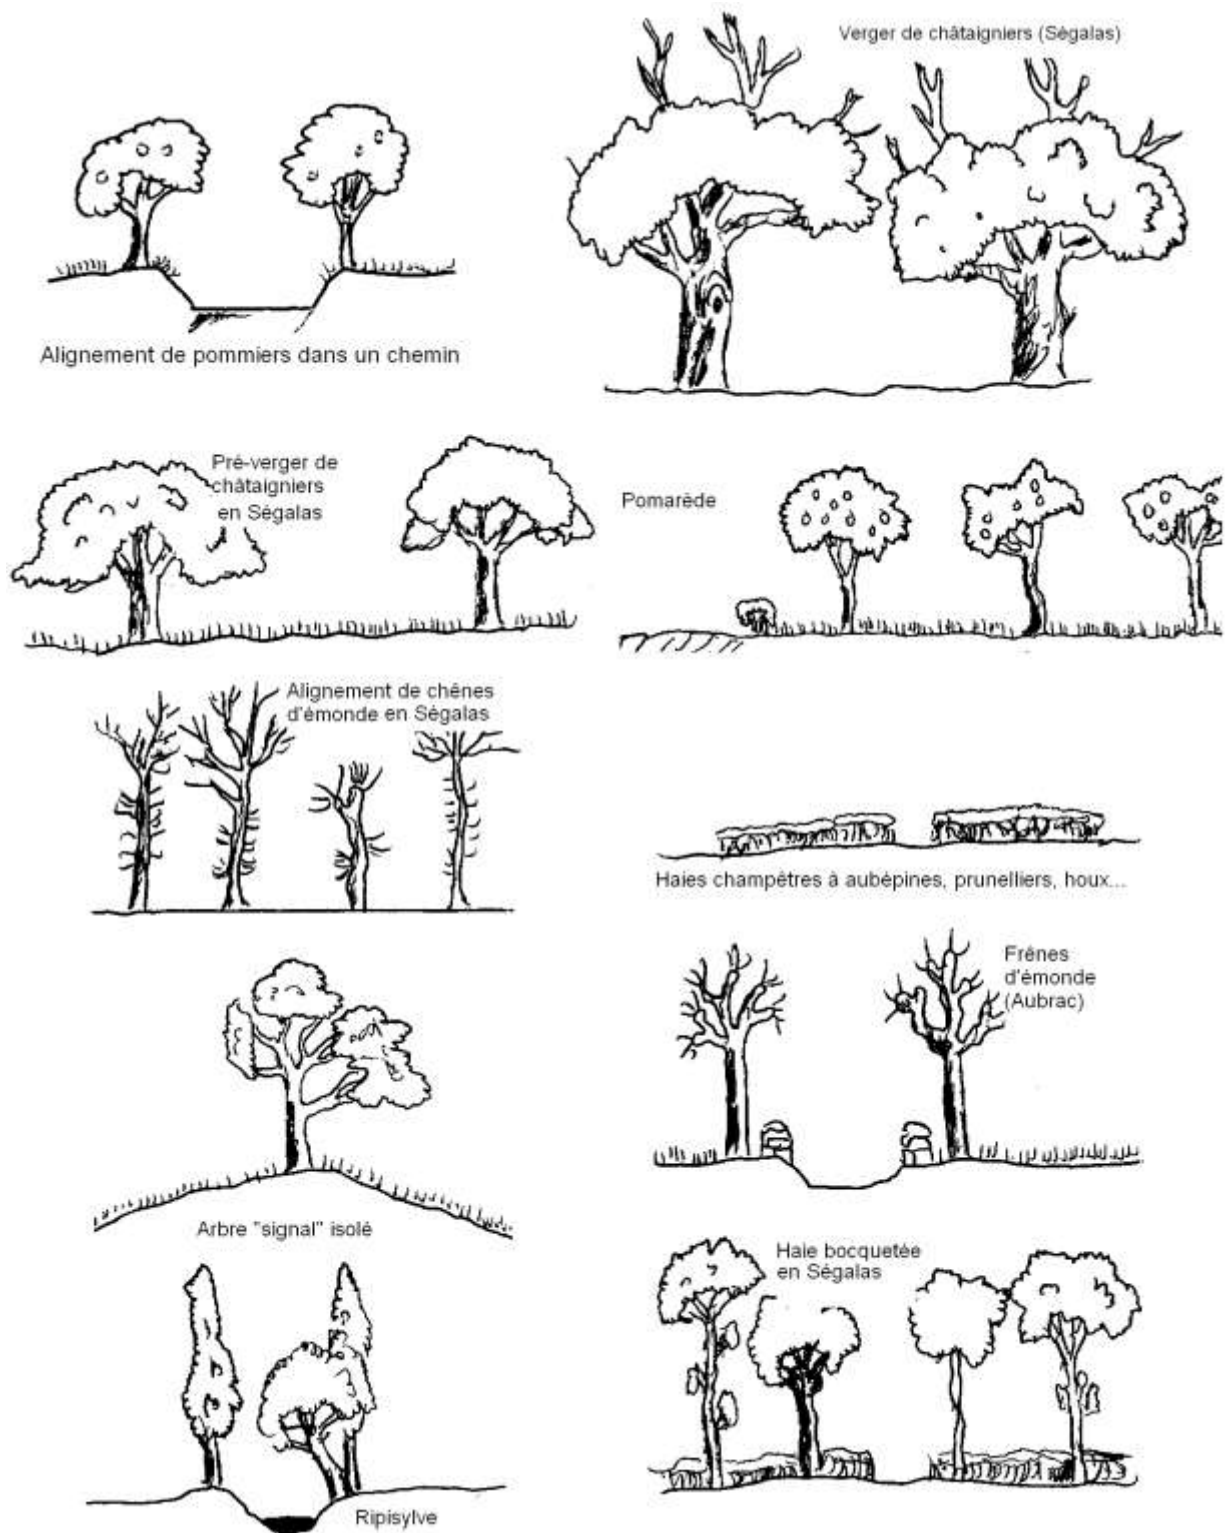 Verger de châtaigniers (Ségalas)
Alignement de pommiers dans un chemin
Pré-verger de
châtaigniers
en Ségalas
Pomarède
Alignement de chênes
d'émonde en Ségalas
Haies champêtres à aubépines, prunelliers, houx...
Frênes
d'émonde
(Aubrac)
Arbre "signal" isolé
Haie bocquetée
en Ségalas
Ripisylve